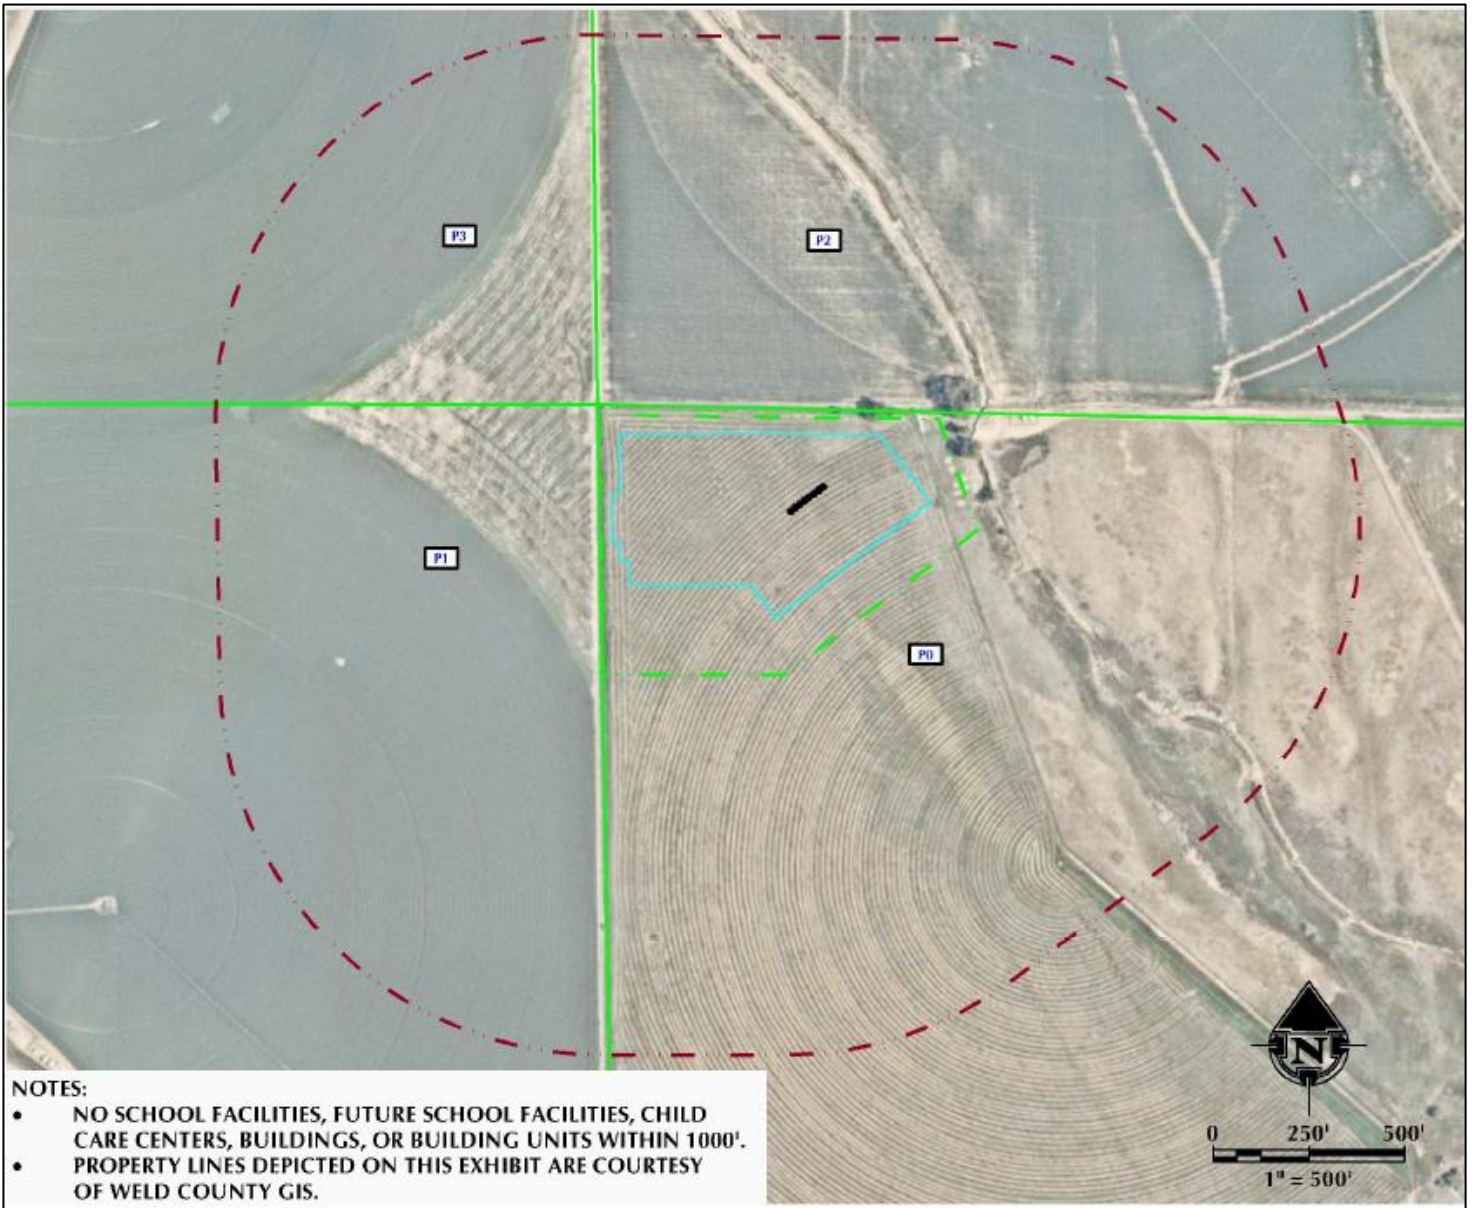 P3
P2
P1
P0
N
NOTES:
• NO SCHOOL FACILITIES, FUTURE SCHOOL FACILITIES, CHILD
CARE CENTERS, BUILDINGS, OR BUILDING UNITS WITHIN 1000'.
• PROPERTY LINES DEPICTED ON THIS EXHIBIT ARE COURTESY
OF WELD COUNTY GIS.
0 250' 500'
1" = 500'